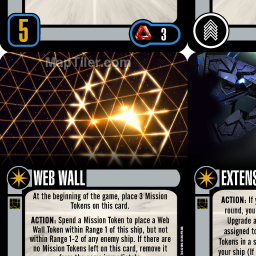 5
3
MapTiler.com
WEB WALL
EXTENS
At the beginning of the game, place 3 Mission
Tokens on this card.
ACTION: Spend a Mission Token to place a Web
Wall Token within Range 1 of this ship, but not
within Range 1-2 of any enemy ship. If there are
no Mission Tokens left on this card, remove it
ACTION: If y
round, you
Upgrade a
assigned to
Tokens in a s
your ship (If